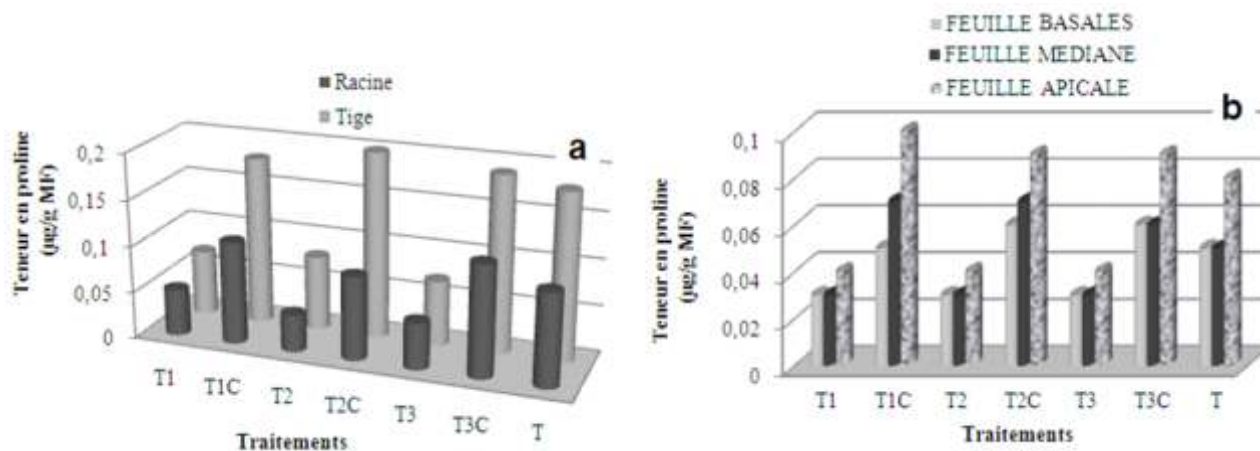 Racine
Tige
a
Teneur en proline
(µg/g MF)
0,2
0,15
0,1
0,05
0
T1
T1C
T2
T2C
T3
T3C
T
Traitements
FEUILLE BASALES
FEUILLE MEDIANE
FEUILLE APICALE
b
Teneur en proline
(µg/g MF)
0,1
0,08
0,06
0,04
0,02
0
T1
T1C
T2
T2C
T3
T3C
T
Traitements